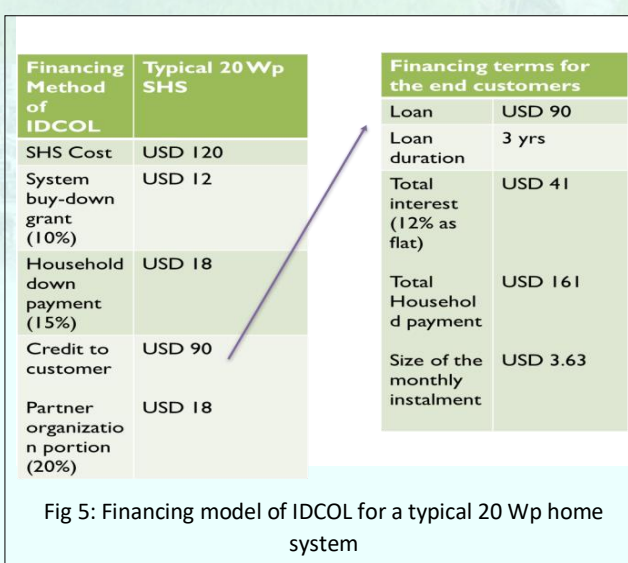 Financing Typical 20 Wp
Method SHS
of
IDCOL
SHS Cost USD 120
System USD 12
buy-down
grant
(10%)
Household USD 18
down
payment
(15%)
Credit to USD 90
customer
Partner USD 18
organizatio
n portion
(20%)
Financing terms for
the end customers
Loan USD 90
Loan 3 yrs
duration
Total USD 41
interest
(12% as
flat)
Total USD 161
Househol
d payment
Size of the USD 3.63
monthly
instalment
Fig 5: Financing model of IDCOL for a typical 20 Wp home
system